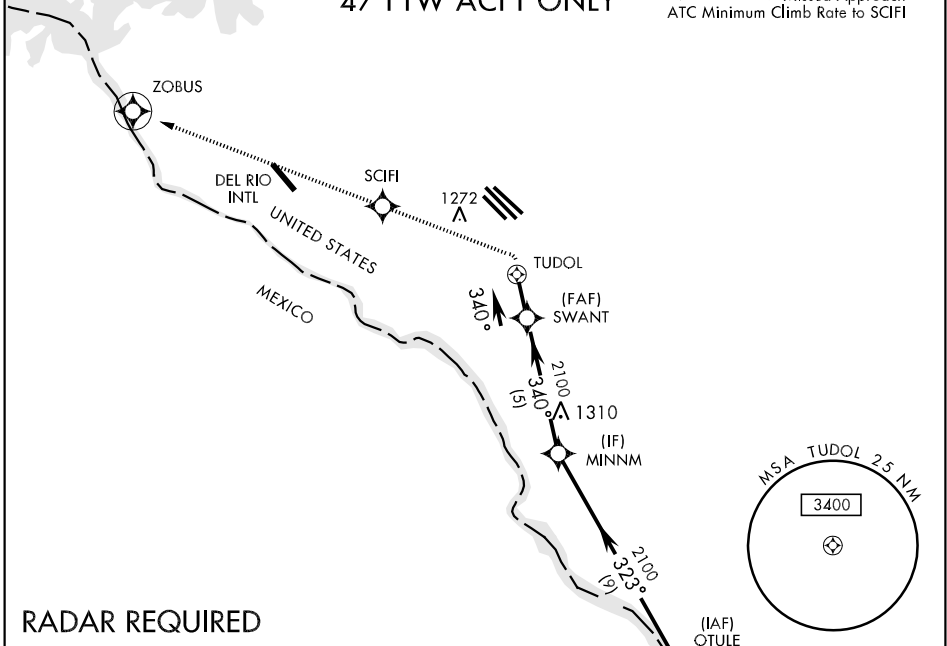 ACFT ONLY
ATC Minimum Climb Rate to SCIFI
ZOBUS
DEL RIO
INTL
SCIFI
1272
UNITED STATES
MEXICO
TUDOL
340°
(FAF)
SWANT
2100
340°
(5)
1310
(IF)
MINNM
MSA TUDOL 25 NM
3400
2100
323°
(9)
RADAR REQUIRED
(IAF)
OTULE